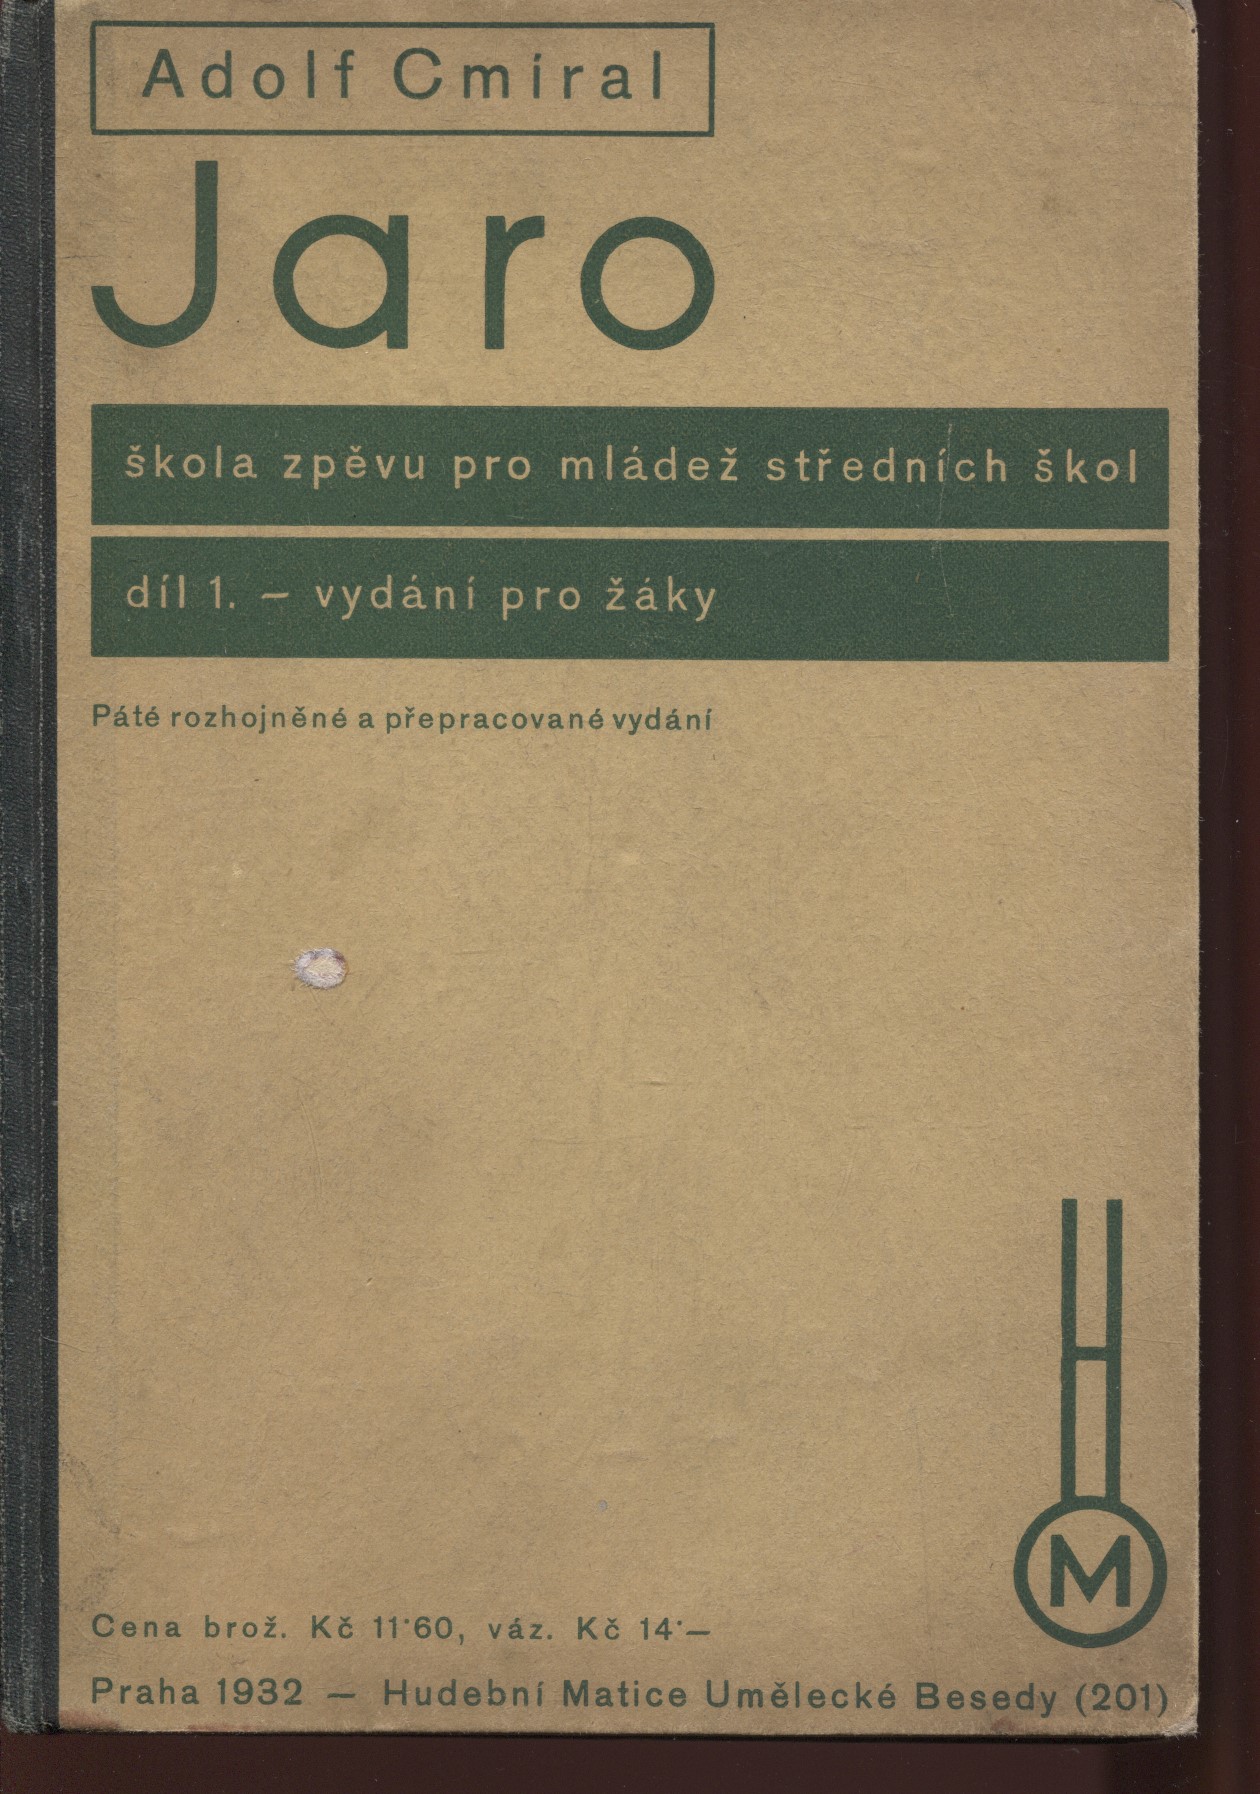 Adolf Cmíral
Jaro
škola zpěvu pro mládež středních škol
díl 1. – vydání pro žáky
Páté rozhojněné a přepracované vydání
H
M
Cena brož. Kč 11·60, váz. Kč 14·—
Praha 1932 — Hudební Matice Umělecké Besedy (201)